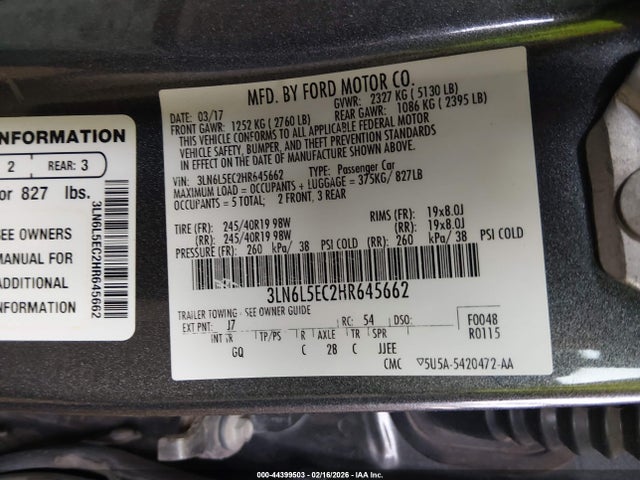 MFD. BY FORD MOTOR CO.
DATE: 03/17 GVWR: 2327 KG ( 5130 LB)
FRONT GAWR: 1252 KG ( 2760 LB) REAR GAWR: 1086 KG ( 2395 LB)
THIS VEHICLE CONFORMS TO ALL APPLICABLE FEDERAL MOTOR
VEHICLE SAFETY, BUMPER, AND THEFT PREVENTION STANDARDS
IN EFFECT ON THE DATE OF MANUFACTURE SHOWN ABOVE.
VIN: 3LN6L5EC2HR645662 TYPE: Passenger Car
MAXIMUM LOAD = OCCUPANTS + LUGGAGE = 375KG/ 827LB
OCCUPANTS = 5 TOTAL: 2 FRONT, 3 REAR
TIRE (FR): 245/40R19 98W RIMS (FR): 19x8.0J
(RR): 245/40R19 98W (RR): 19x8.0J
PRESSURE (FR): 260 kPa/ 38 PSI COLD (RR): 260 kPa/ 38 PSI COLD
3LN6L5EC2HR645662
TRAILER TOWING - SEE OWNER GUIDE
EXT PNT: J7 RC: 54 DSO: F0048
INT TR TP/PS R AXLE TR SPR R0115
GQ C 28 C JJEE
CMC ▽5U5A-5420472-AA
INFORMATION
2 REAR: 3
or 827 lbs.
SEE OWNERS
MANUAL FOR
ADDITIONAL
INFORMATION
3LN6L5EC2HR645662
000-44399503 - 02/16/2026 - IAA Inc.